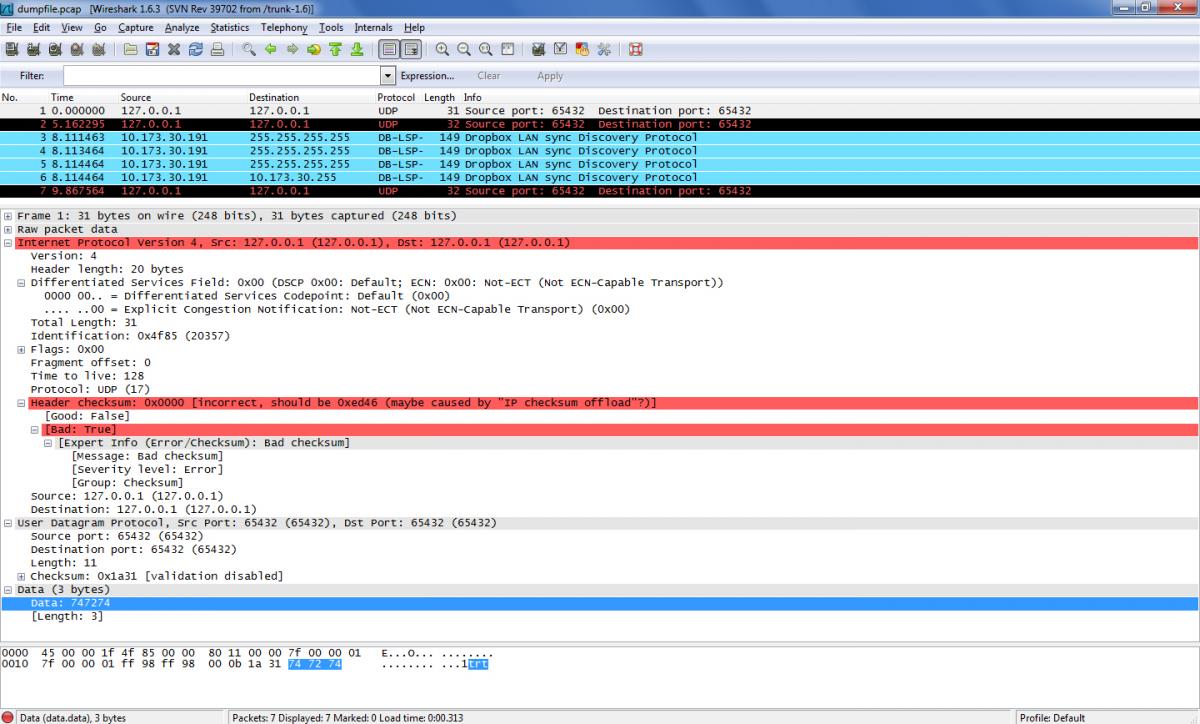 dumpfile.pcap [Wireshark 1.6.3 (SVN Rev 39702 from /trunk-1.6)]
File Edit View Go Capture Analyze Statistics Telephony Tools Internals Help
Filter: Expression... Clear Apply
No. Time Source Destination Protocol Length Info
1 0.000000 127.0.0.1 127.0.0.1 UDP 31 Source port: 65432 Destination port: 65432
2 5.162295 127.0.0.1 127.0.0.1 UDP 32 Source port: 65432 Destination port: 65432
3 8.111463 10.173.30.191 255.255.255.255 DB-LSP- 149 Dropbox LAN sync Discovery Protocol
4 8.113464 10.173.30.191 255.255.255.255 DB-LSP- 149 Dropbox LAN sync Discovery Protocol
5 8.114464 10.173.30.191 255.255.255.255 DB-LSP- 149 Dropbox LAN sync Discovery Protocol
6 8.114464 10.173.30.191 10.173.30.255 DB-LSP- 149 Dropbox LAN sync Discovery Protocol
7 9.867564 127.0.0.1 127.0.0.1 UDP 32 Source port: 65432 Destination port: 65432
Frame 1: 31 bytes on wire (248 bits), 31 bytes captured (248 bits)
Raw packet data
Internet Protocol Version 4, Src: 127.0.0.1 (127.0.0.1), Dst: 127.0.0.1 (127.0.0.1)
Version: 4
Header length: 20 bytes
Differentiated Services Field: 0x00 (DSCP 0x00: Default; ECN: 0x00: Not-ECT (Not ECN-Capable Transport))
0000 00.. = Differentiated Services Codepoint: Default (0x00)
.... ..00 = Explicit Congestion Notification: Not-ECT (Not ECN-Capable Transport) (0x00)
Total Length: 31
Identification: 0x4f85 (20357)
Flags: 0x00
Fragment offset: 0
Time to live: 128
Protocol: UDP (17)
Header checksum: 0x0000 [incorrect, should be 0xed46 (maybe caused by "IP checksum offload"?)]
[Good: False]
[Bad: True]
[Expert Info (Error/Checksum): Bad checksum]
[Message: Bad checksum]
[Severity level: Error]
[Group: Checksum]
Source: 127.0.0.1 (127.0.0.1)
Destination: 127.0.0.1 (127.0.0.1)
User Datagram Protocol, Src Port: 65432 (65432), Dst Port: 65432 (65432)
Source port: 65432 (65432)
Destination port: 65432 (65432)
Length: 11
Checksum: 0x1a31 [validation disabled]
Data (3 bytes)
Data: 747274
[Length: 3]
0000 45 00 00 1f 4f 85 00 00 80 11 00 00 7f 00 00 01 E...O... ........
0010 7f 00 00 01 ff 98 ff 98 00 0b 1a 31 74 72 74 ........ ...1trt
Data (data.data), 3 bytes Packets: 7 Displayed: 7 Marked: 0 Load time: 0:00.313 Profile: Default